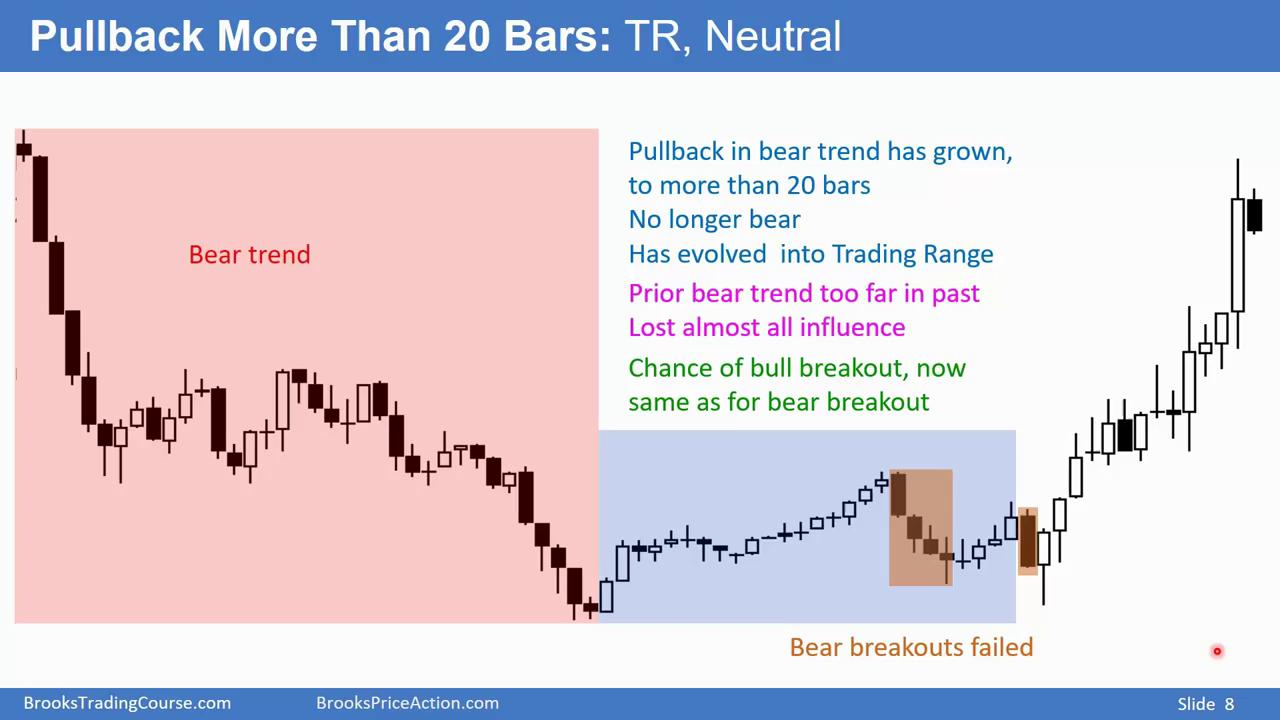 Pullback More Than 20 Bars: TR, Neutral
Bear trend
Pullback in bear trend has grown,
to more than 20 bars
No longer bear
Has evolved into Trading Range
Prior bear trend too far in past
Lost almost all influence
Chance of bull breakout, now
same as for bear breakout
Bear breakouts failed
BrooksTradingCourse.com
BrooksPriceAction.com
Slide 8